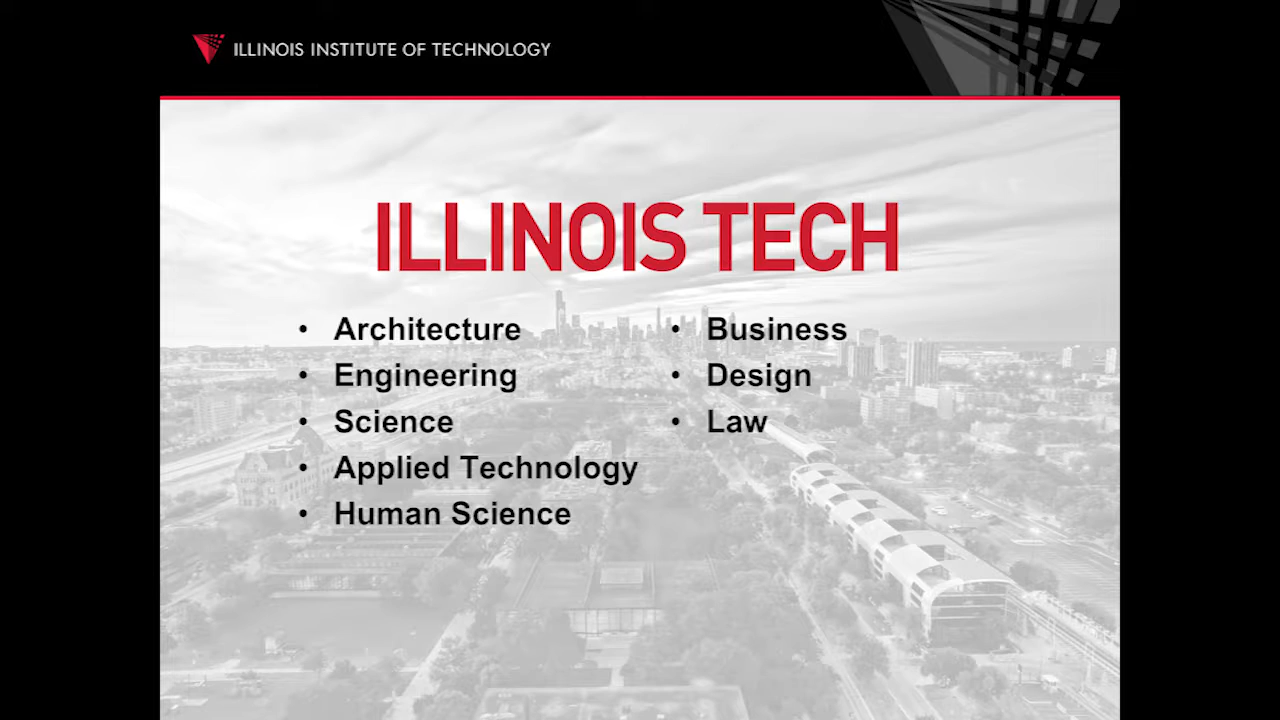 ILLINOIS INSTITUTE OF TECHNOLOGY
ILLINOIS TECH
• Architecture
• Engineering
• Science
• Applied Technology
• Human Science
• Business
• Design
• Law